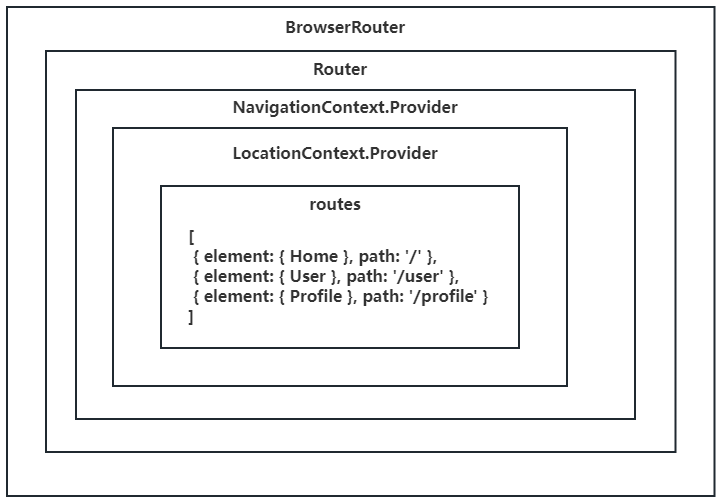 BrowserRouter
Router
NavigationContext.Provider
LocationContext.Provider
routes
[
{ element: { Home }, path: '/' },
{ element: { User }, path: '/user' },
{ element: { Profile }, path: '/profile' }
]